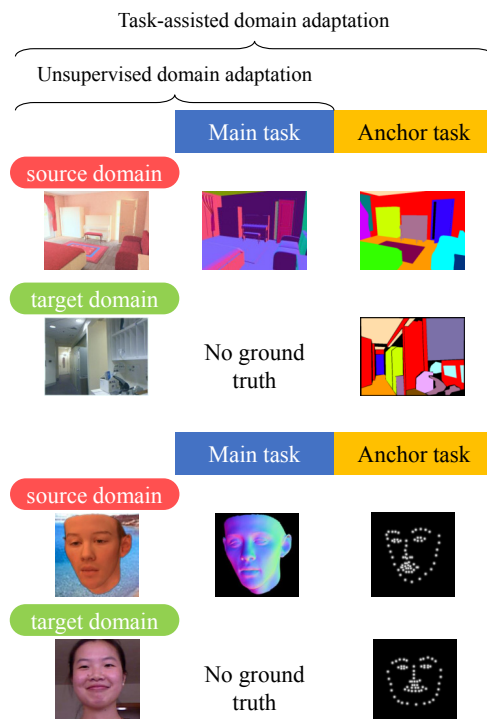 Task-assisted domain adaptation
Unsupervised domain adaptation
Main task Anchor task
source domain
target domain
No ground
truth
Main task Anchor task
source domain
target domain
No ground
truth